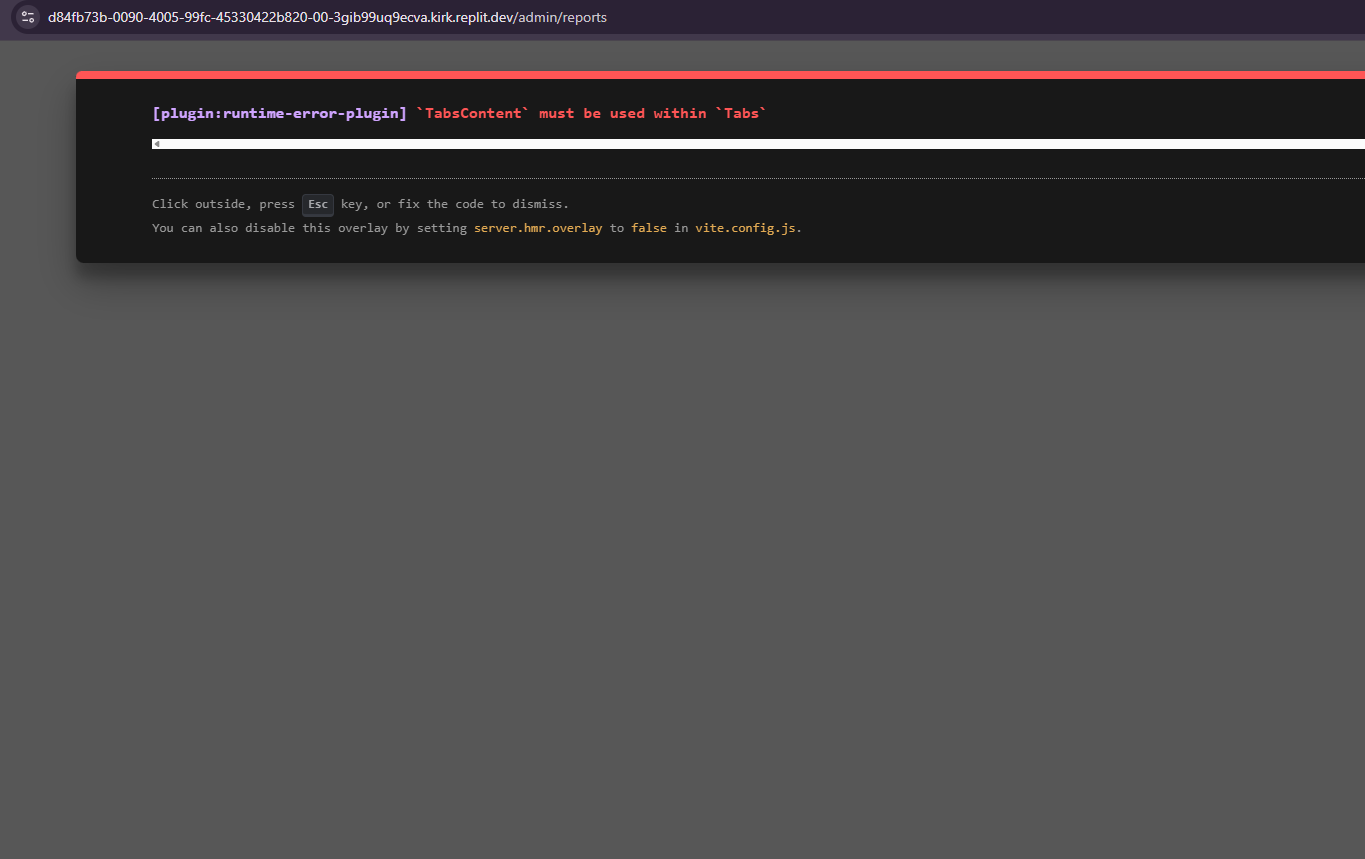 d84fb73b-0090-4005-99fc-45330422b820-00-3gib99uq9ecva.kirk.replit.dev/admin/reports
[plugin:runtime-error-plugin] `TabsContent` must be used within `Tabs`
Click outside, press Esc key, or fix the code to dismiss.
You can also disable this overlay by setting server.hmr.overlay to false in vite.config.js.